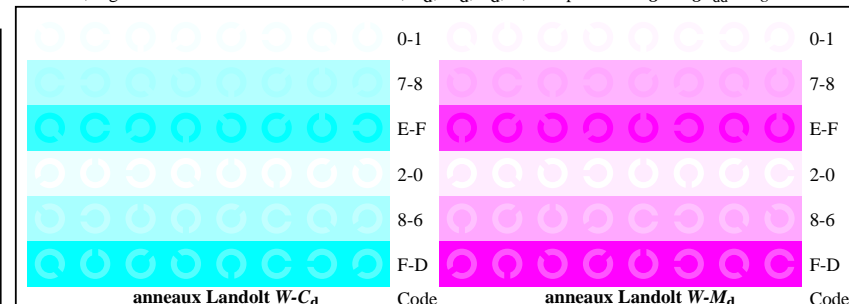 0-1 0-1
7-8 7-8
E-F E-F
2-0 2-0
8-6 8-6
F-D F-D
anneaux Landolt W-Cd Code anneaux Landolt W-Md Code